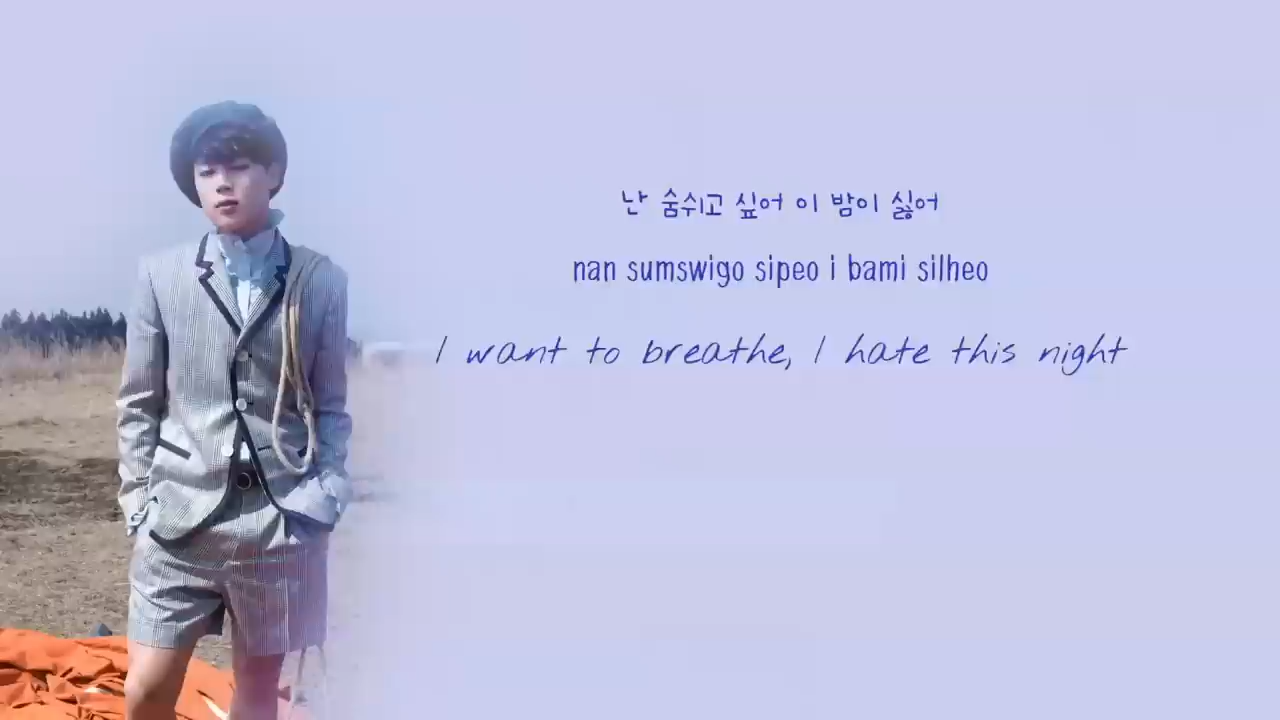 난 숨쉬고 싶어 이 밤이 싫어
nan sumswigo sipeo i bami silheo
I want to breathe, I hate this night